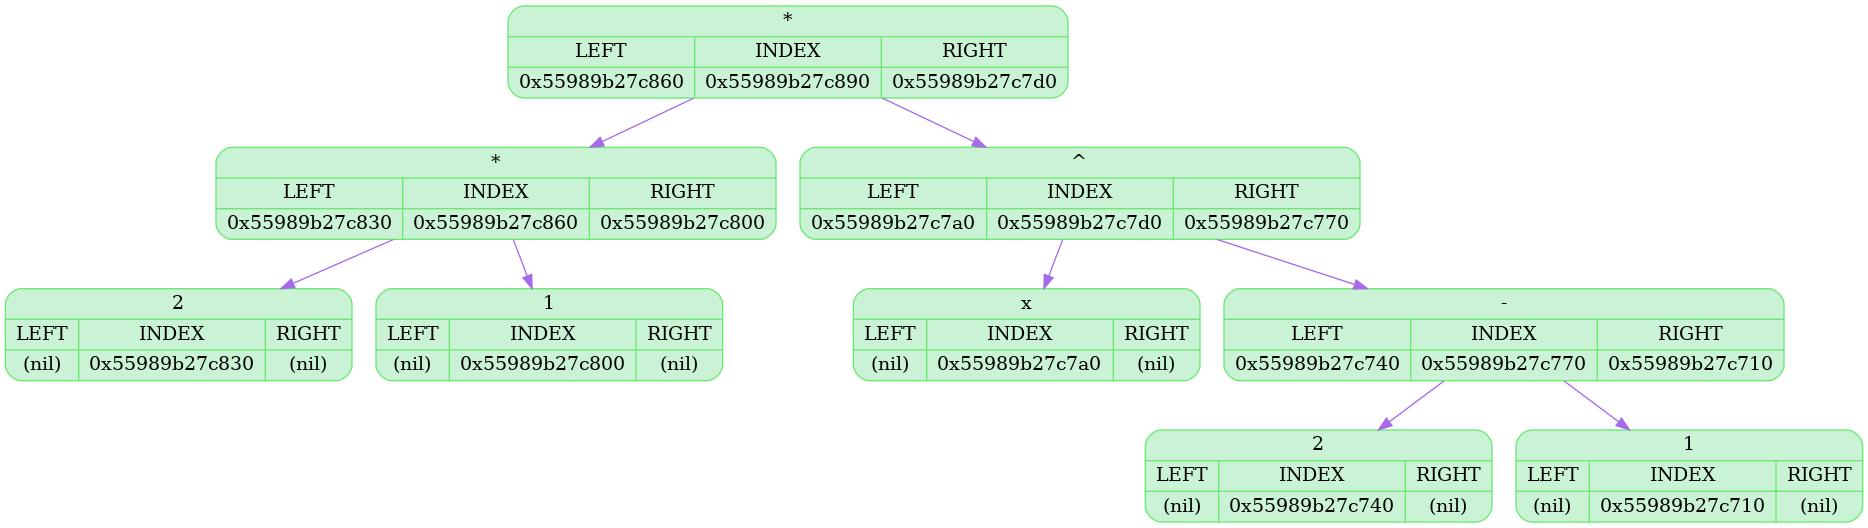 *
LEFT INDEX RIGHT
0x55989b27c860 0x55989b27c890 0x55989b27c7d0
* ^
LEFT INDEX RIGHT LEFT INDEX RIGHT
0x55989b27c830 0x55989b27c860 0x55989b27c800 0x55989b27c7a0 0x55989b27c7d0 0x55989b27c770
2 1 x -
LEFT INDEX RIGHT LEFT INDEX RIGHT LEFT INDEX RIGHT LEFT INDEX RIGHT
(nil) 0x55989b27c830 (nil) (nil) 0x55989b27c800 (nil) (nil) 0x55989b27c7a0 (nil) 0x55989b27c740 0x55989b27c770 0x55989b27c710
2 1
LEFT INDEX RIGHT LEFT INDEX RIGHT
(nil) 0x55989b27c740 (nil) (nil) 0x55989b27c710 (nil)